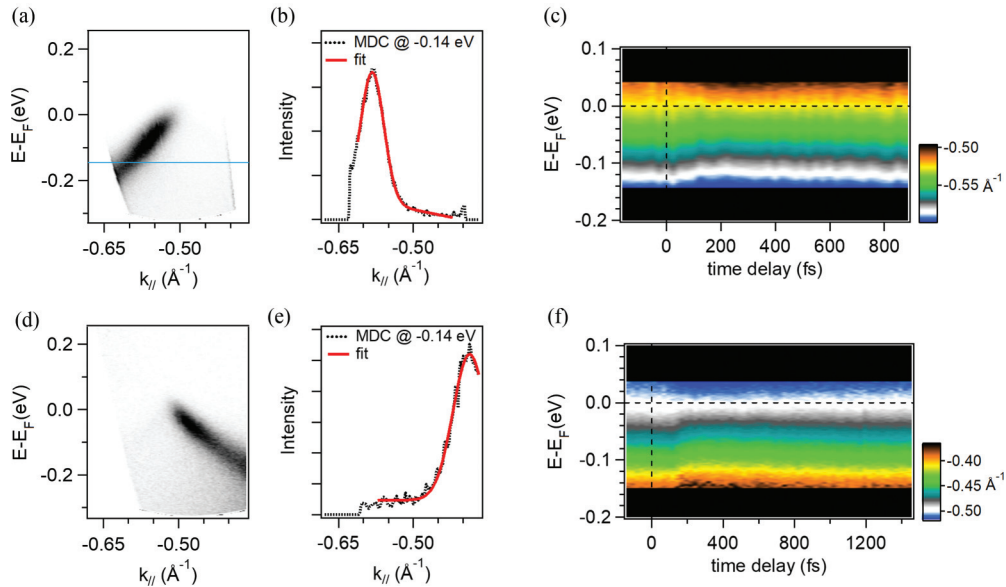 (a)
(b)
(c)
0.2
0.0
-0.2
E-E_F(eV)
-0.65
-0.50
k_// (Å⁻¹)
MDC @ -0.14 eV
fit
Intensity
-0.65
-0.50
k_// (Å⁻¹)
0.1
0.0
-0.1
-0.2
E-E_F(eV)
0
200
400
600
800
time delay (fs)
-0.50
-0.55
Å⁻¹
(d)
(e)
(f)
0.2
0.0
-0.2
E-E_F(eV)
-0.65
-0.50
k_// (Å⁻¹)
MDC @ -0.14 eV
fit
Intensity
-0.65
-0.50
k_// (Å⁻¹)
0.1
0.0
-0.1
-0.2
E-E_F(eV)
0
400
800
1200
time delay (fs)
-0.40
-0.45 Å⁻¹
-0.50